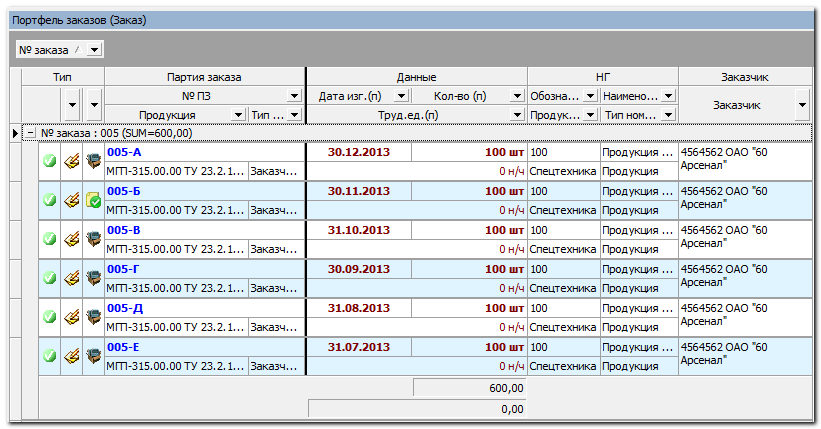 Портфель заказов (Заказ)
№ заказа
Тип Партия заказа Данные НГ Заказчик
№ ПЗ Дата изг.(п) Кол-во (п) Обозна... Наимено... Заказчик
Продукция Тип ... Труд.ед.(п) Продук... Тип ном...
№ заказа : 005 (SUM=600,00)
005-А 30.12.2013 100 шт 100 Продукция ... 4564562 ОАО "60
МГП-315.00.00 ТУ 23.2.1... Заказч... 0 н/ч Спецтехника Продукция Арсенал"
005-Б 30.11.2013 100 шт 100 Продукция ... 4564562 ОАО "60
МГП-315.00.00 ТУ 23.2.1... Заказч... 0 н/ч Спецтехника Продукция Арсенал"
005-В 31.10.2013 100 шт 100 Продукция ... 4564562 ОАО "60
МГП-315.00.00 ТУ 23.2.1... Заказч... 0 н/ч Спецтехника Продукция Арсенал"
005-Г 30.09.2013 100 шт 100 Продукция ... 4564562 ОАО "60
МГП-315.00.00 ТУ 23.2.1... Заказч... 0 н/ч Спецтехника Продукция Арсенал"
005-Д 31.08.2013 100 шт 100 Продукция ... 4564562 ОАО "60
МГП-315.00.00 ТУ 23.2.1... Заказч... 0 н/ч Спецтехника Продукция Арсенал"
005-Е 31.07.2013 100 шт 100 Продукция ... 4564562 ОАО "60
МГП-315.00.00 ТУ 23.2.1... Заказч... 0 н/ч Спецтехника Продукция Арсенал"
600,00
0,00